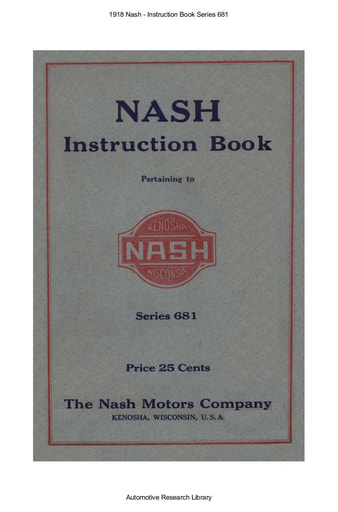 1918 Nash - Instruction Book Series 681
NASH
Instruction Book
Pertaining to
KENOSHA
NASH
WISCONSIN
Series 681
Price 25 Cents
The Nash Motors Company
KENOSHA, WISCONSIN, U.S.A.
Automotive Research Library